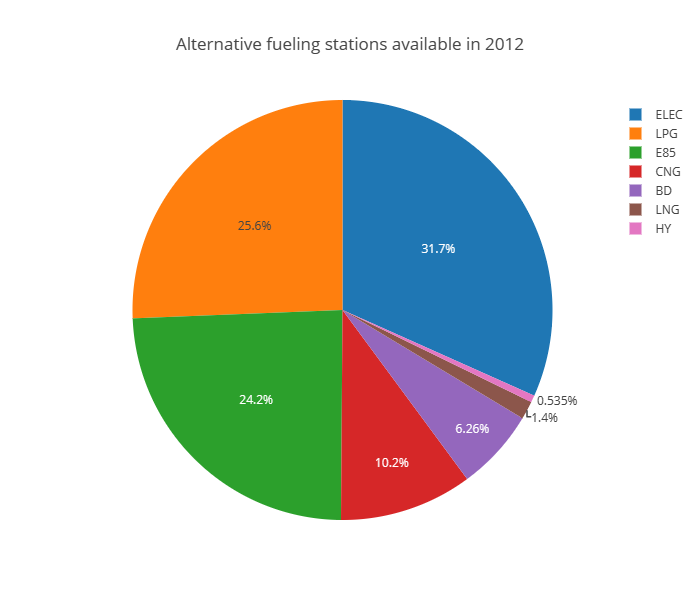 Alternative fueling stations available in 2012
ELEC
LPG
E85
CNG
BD
LNG
HY
25.6%
31.7%
24.2%
0.535%
1.4%
6.26%
10.2%